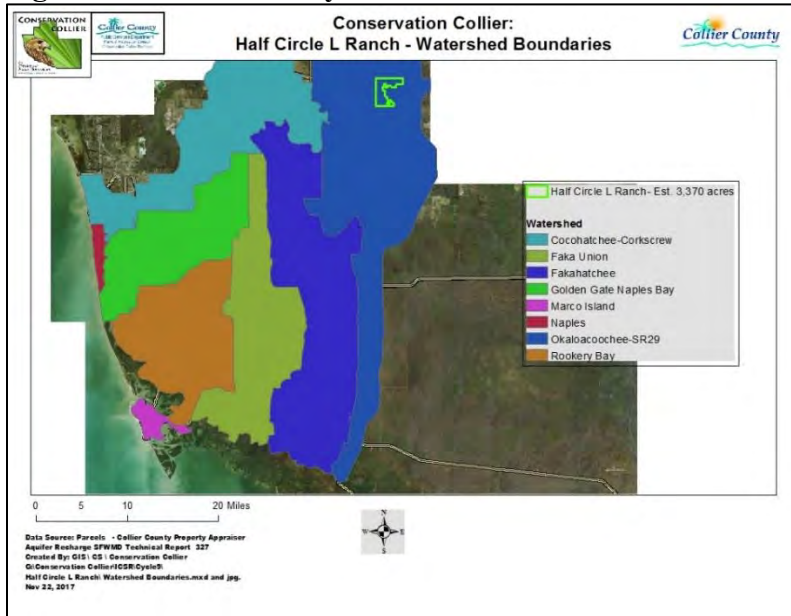 CONSERVATION
COLLIER
Collier County
Conservation Collier:
Half Circle L Ranch - Watershed Boundaries
Collier County
Half Circle L Ranch- Est. 3,370 acres
Watershed
Cocohatchee-Corkscrew
Faka Union
Fakahatchee
Golden Gate Naples Bay
Marco Island
Naples
Okaloacoochee-SR29
Rookery Bay
0 5 10 20 Miles
N
W E
S
Data Source: Parcels - Collier County Property Appraiser
Aquifer Recharge SFWMD Technical Report 327
Created By: GIS \ CS \ Conservation Collier
G:\Conservation Collier\ICSR\Cycle9\
Half Circle L Ranch\ Watershed Boundaries.mxd and jpg.
Nov 22, 2017